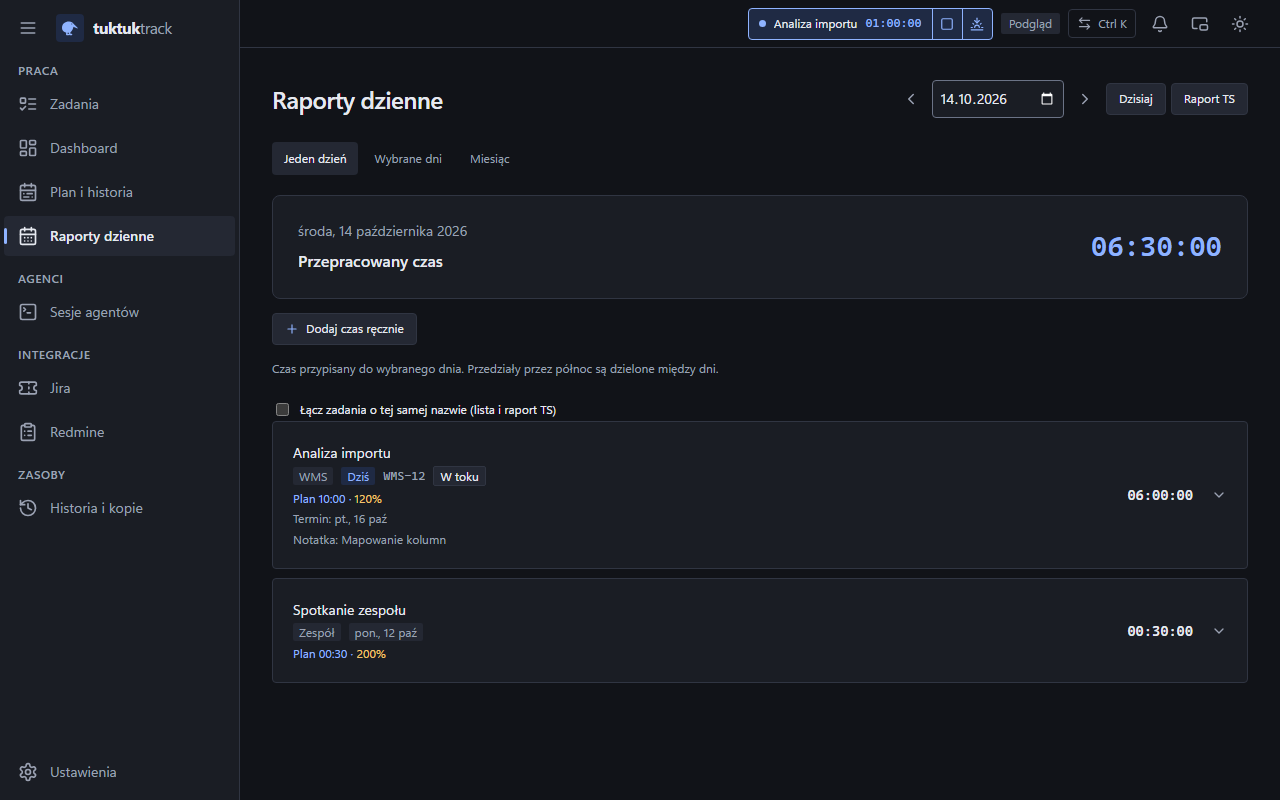 tuktuktrack
Analiza importu 01:00:00
Podgląd
Ctrl K
PRACA
Zadania
Dashboard
Plan i historia
Raporty dzienne
AGENCI
Sesje agentów
INTEGRACJE
Jira
Redmine
ZASOBY
Historia i kopie
Ustawienia
Raporty dzienne
14.10.2026
Dzisiaj
Raport TS
Jeden dzień
Wybrane dni
Miesiąc
środa, 14 października 2026
Przepracowany czas
06:30:00
Dodaj czas ręcznie
Czas przypisany do wybranego dnia. Przedziały przez północ są dzielone między dni.
Łącz zadania o tej samej nazwie (lista i raport TS)
Analiza importu
WMS Dziś WMS-12 W toku
Plan 10:00 · 120%
Termin: pt., 16 paź
Notatka: Mapowanie kolumn
06:00:00
Spotkanie zespołu
Zespół pon., 12 paź
Plan 00:30 · 200%
00:30:00